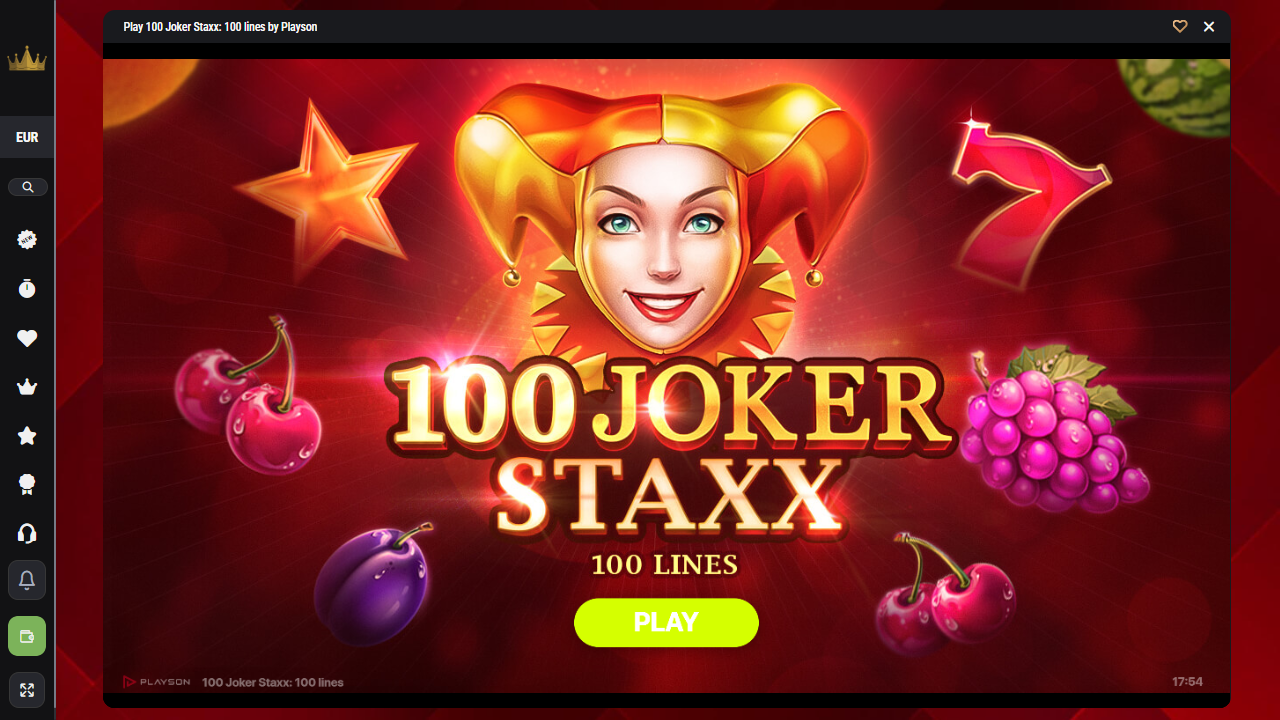 Play 100 Joker Staxx: 100 lines by Playson
EUR
NEW
100 JOKER
STAXX
100 LINES
PLAY
PLAYSON 100 Joker Staxx: 100 lines
17:54